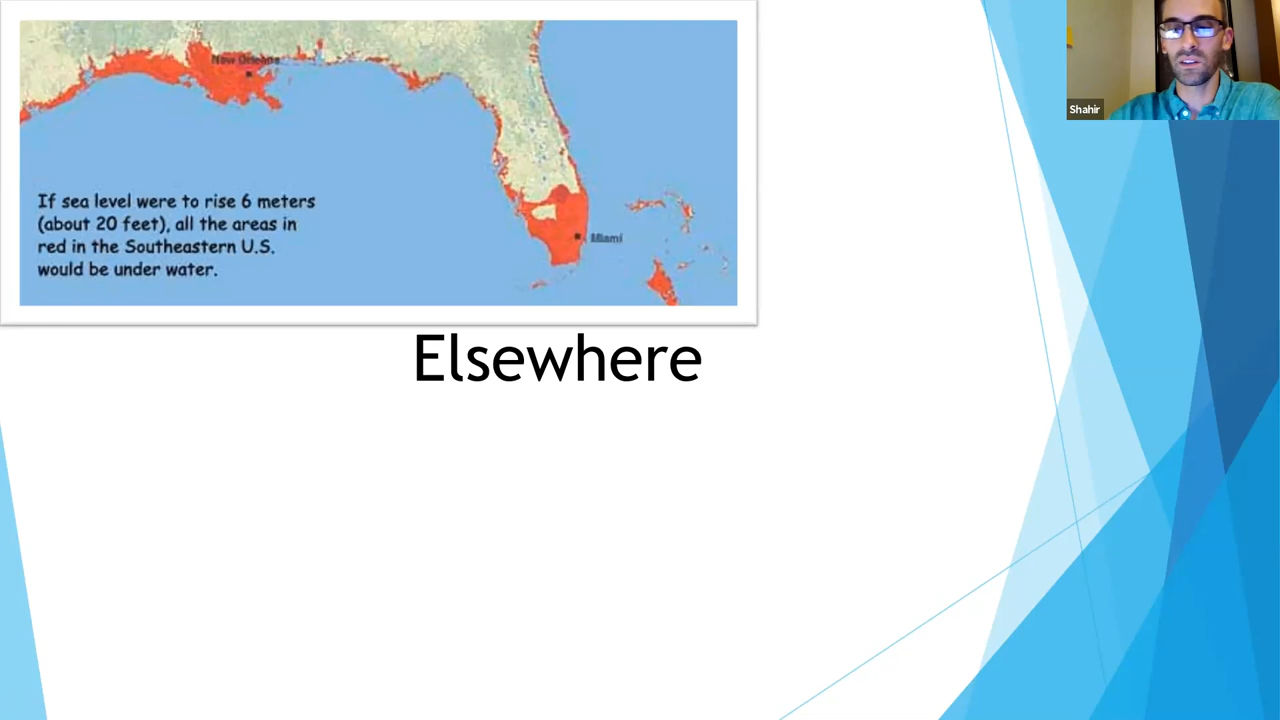 New Orleans
Shahir
If sea level were to rise 6 meters
(about 20 feet), all the areas in
red in the Southeastern U.S.
would be under water.
Miami
Elsewhere